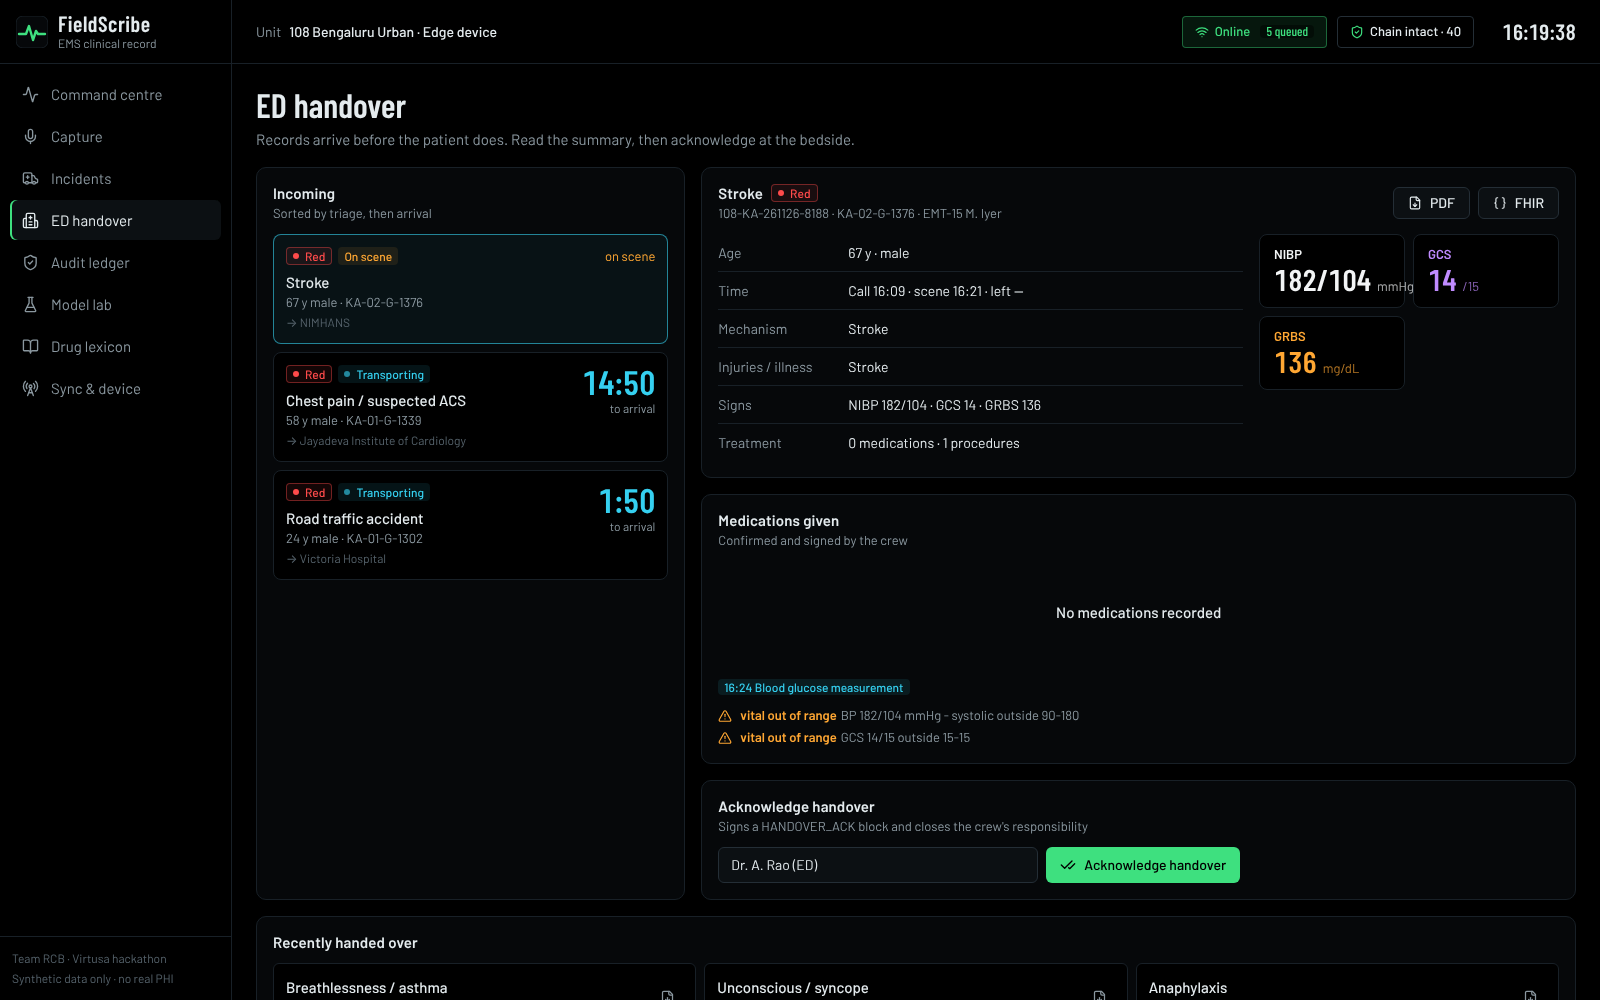 FieldScribe
EMS clinical record
Unit 108 Bengaluru Urban · Edge device
Online 5 queued
Chain intact · 40
16:19:38
Command centre
Capture
Incidents
ED handover
Audit ledger
Model lab
Drug lexicon
Sync & device
Team RCB · Virtusa hackathon
Synthetic data only · no real PHI
ED handover
Records arrive before the patient does. Read the summary, then acknowledge at the bedside.
Incoming
Sorted by triage, then arrival
Red On scene on scene
Stroke
67 y male · KA-02-G-1376
→ NIMHANS
Red Transporting 14:50
to arrival
Chest pain / suspected ACS
58 y male · KA-01-G-1339
→ Jayadeva Institute of Cardiology
Red Transporting 1:50
to arrival
Road traffic accident
24 y male · KA-01-G-1302
→ Victoria Hospital
Stroke Red
108-KA-261126-8188 · KA-02-G-1376 · EMT-15 M. Iyer
PDF
{} FHIR
Age 67 y · male
Time Call 16:09 · scene 16:21 · left —
Mechanism Stroke
Injuries / illness Stroke
Signs NIBP 182/104 · GCS 14 · GRBS 136
Treatment 0 medications · 1 procedures
NIBP
182/104 mmHg
GCS
14 /15
GRBS
136 mg/dL
Medications given
Confirmed and signed by the crew
No medications recorded
16:24 Blood glucose measurement
vital out of range BP 182/104 mmHg - systolic outside 90-180
vital out of range GCS 14/15 outside 15-15
Acknowledge handover
Signs a HANDOVER_ACK block and closes the crew's responsibility
Dr. A. Rao (ED)
Acknowledge handover
Recently handed over
Breathlessness / asthma
Unconscious / syncope
Anaphylaxis